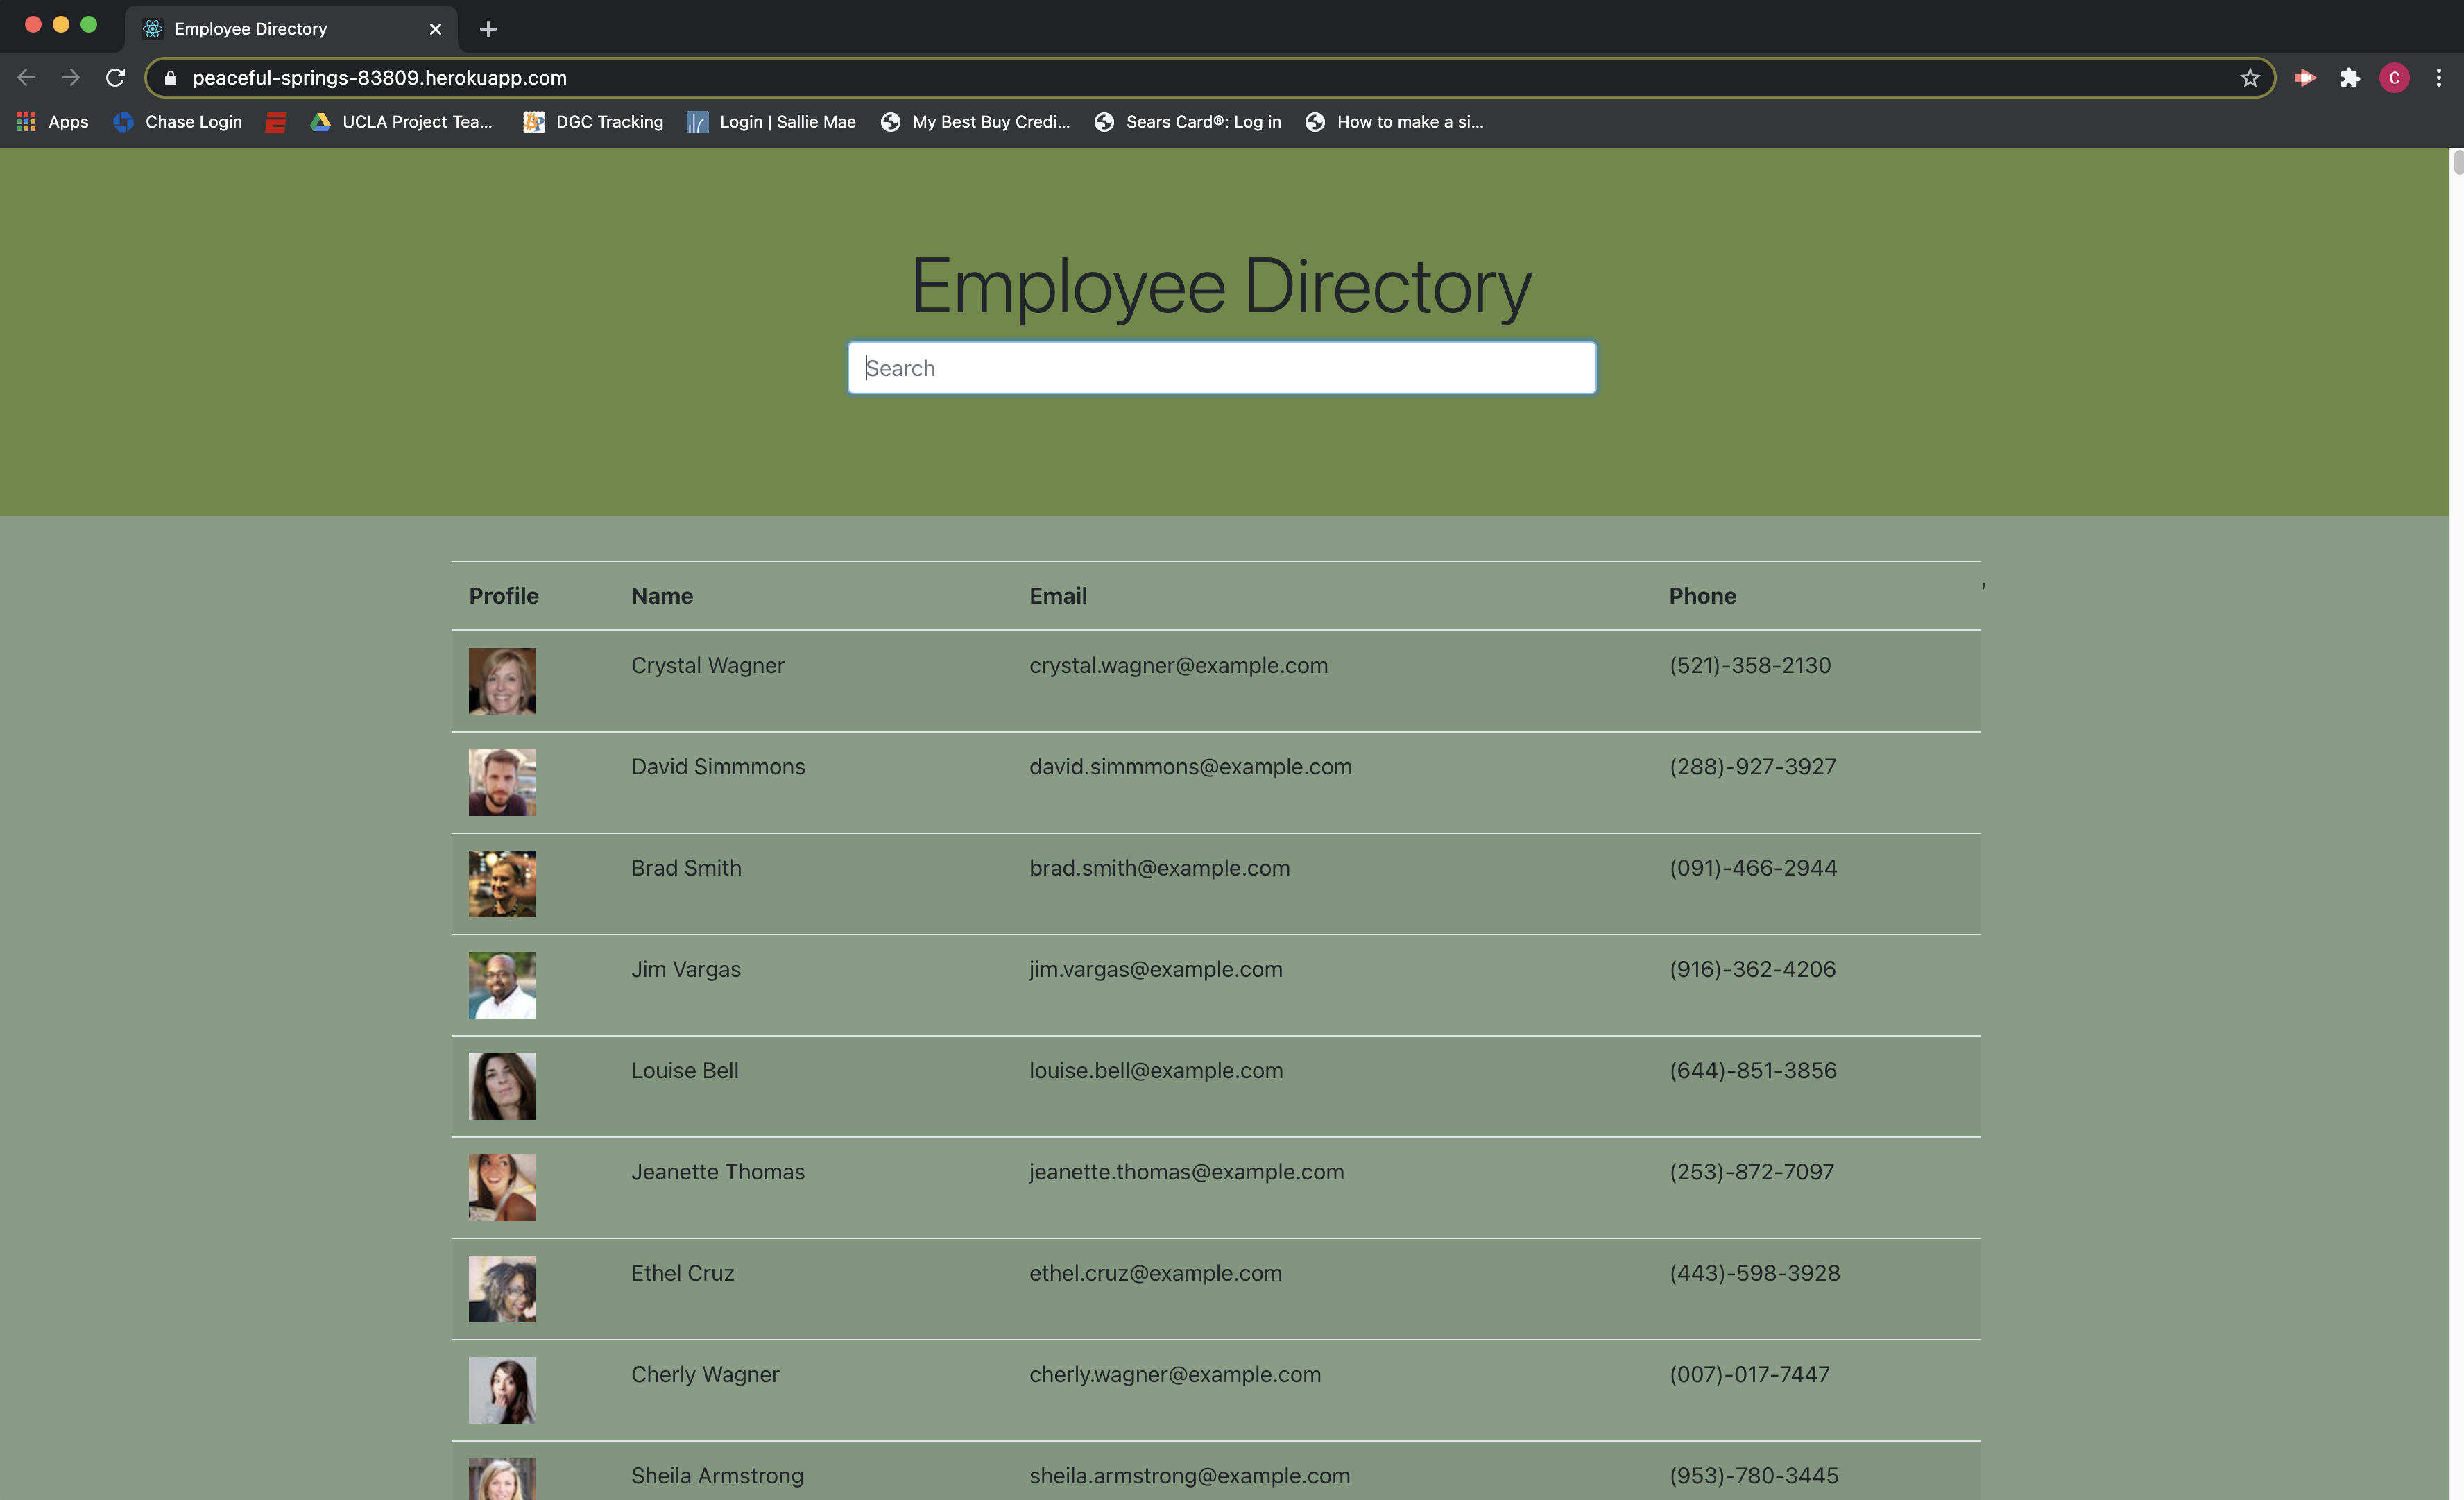 Employee Directory
peaceful-springs-83809.herokuapp.com
C
Apps Chase Login UCLA Project Tea... DGC Tracking Login | Sallie Mae My Best Buy Credi... Sears Card®: Log in How to make a si...
Employee Directory
Search
Profile Name Email Phone ,
Crystal Wagner crystal.wagner@example.com (521)-358-2130
David Simmmons david.simmmons@example.com (288)-927-3927
Brad Smith brad.smith@example.com (091)-466-2944
Jim Vargas jim.vargas@example.com (916)-362-4206
Louise Bell louise.bell@example.com (644)-851-3856
Jeanette Thomas jeanette.thomas@example.com (253)-872-7097
Ethel Cruz ethel.cruz@example.com (443)-598-3928
Cherly Wagner cherly.wagner@example.com (007)-017-7447
Sheila Armstrong sheila.armstrong@example.com (953)-780-3445